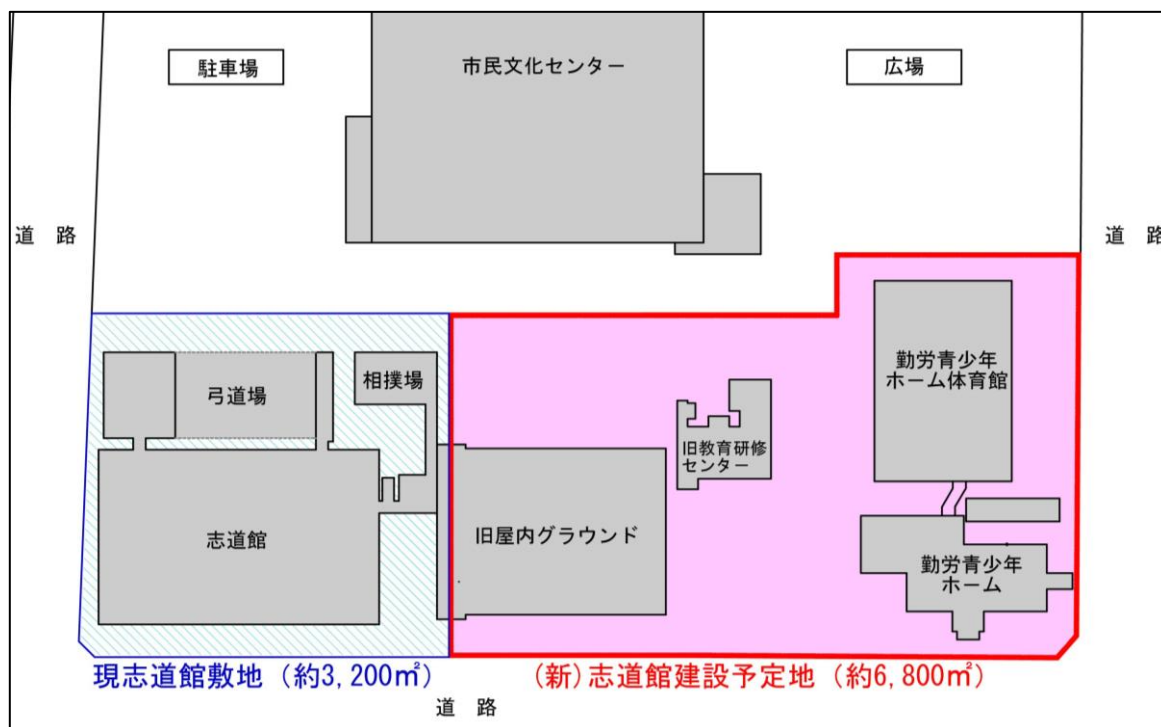 駐車場
市民文化センター
広場
道　路
道　路
弓道場
相撲場
勤労青少年
ホーム体育館
旧教育研修
センター
志道館
旧屋内グラウンド
勤労青少年
ホーム
現志道館敷地（約3,200㎡）
(新)志道館建設予定地（約6,800㎡）
道　路